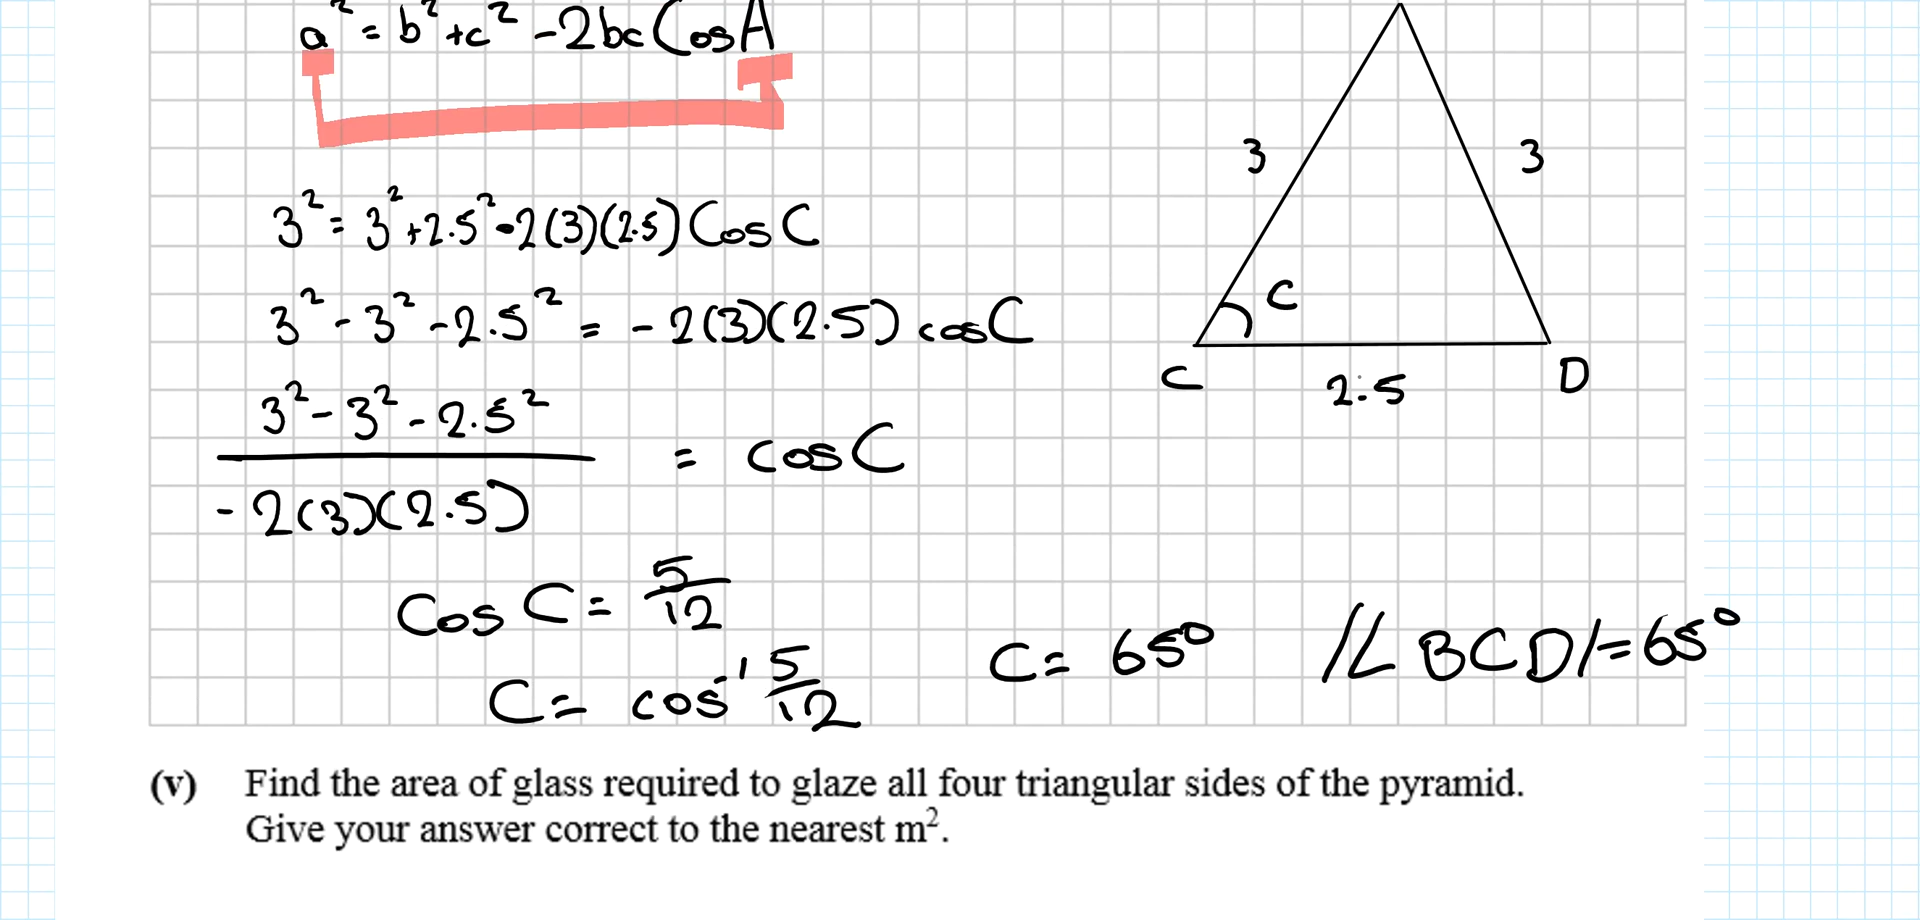 a² = b² + c² - 2bc CosA
3
3
3² = 3² + 2.5² - 2(3)(2.5) Cos C
C
3² - 3² - 2.5² = - 2(3)(2.5) cosC
C
2.5
D
3² - 3² - 2.5²
= cosC
- 2(3)(2.5)
Cos C = 5/12
C = 65°
|∠BCD| = 65°
C = cos⁻¹ 5/12
(v) Find the area of glass required to glaze all four triangular sides of the pyramid.
Give your answer correct to the nearest m².